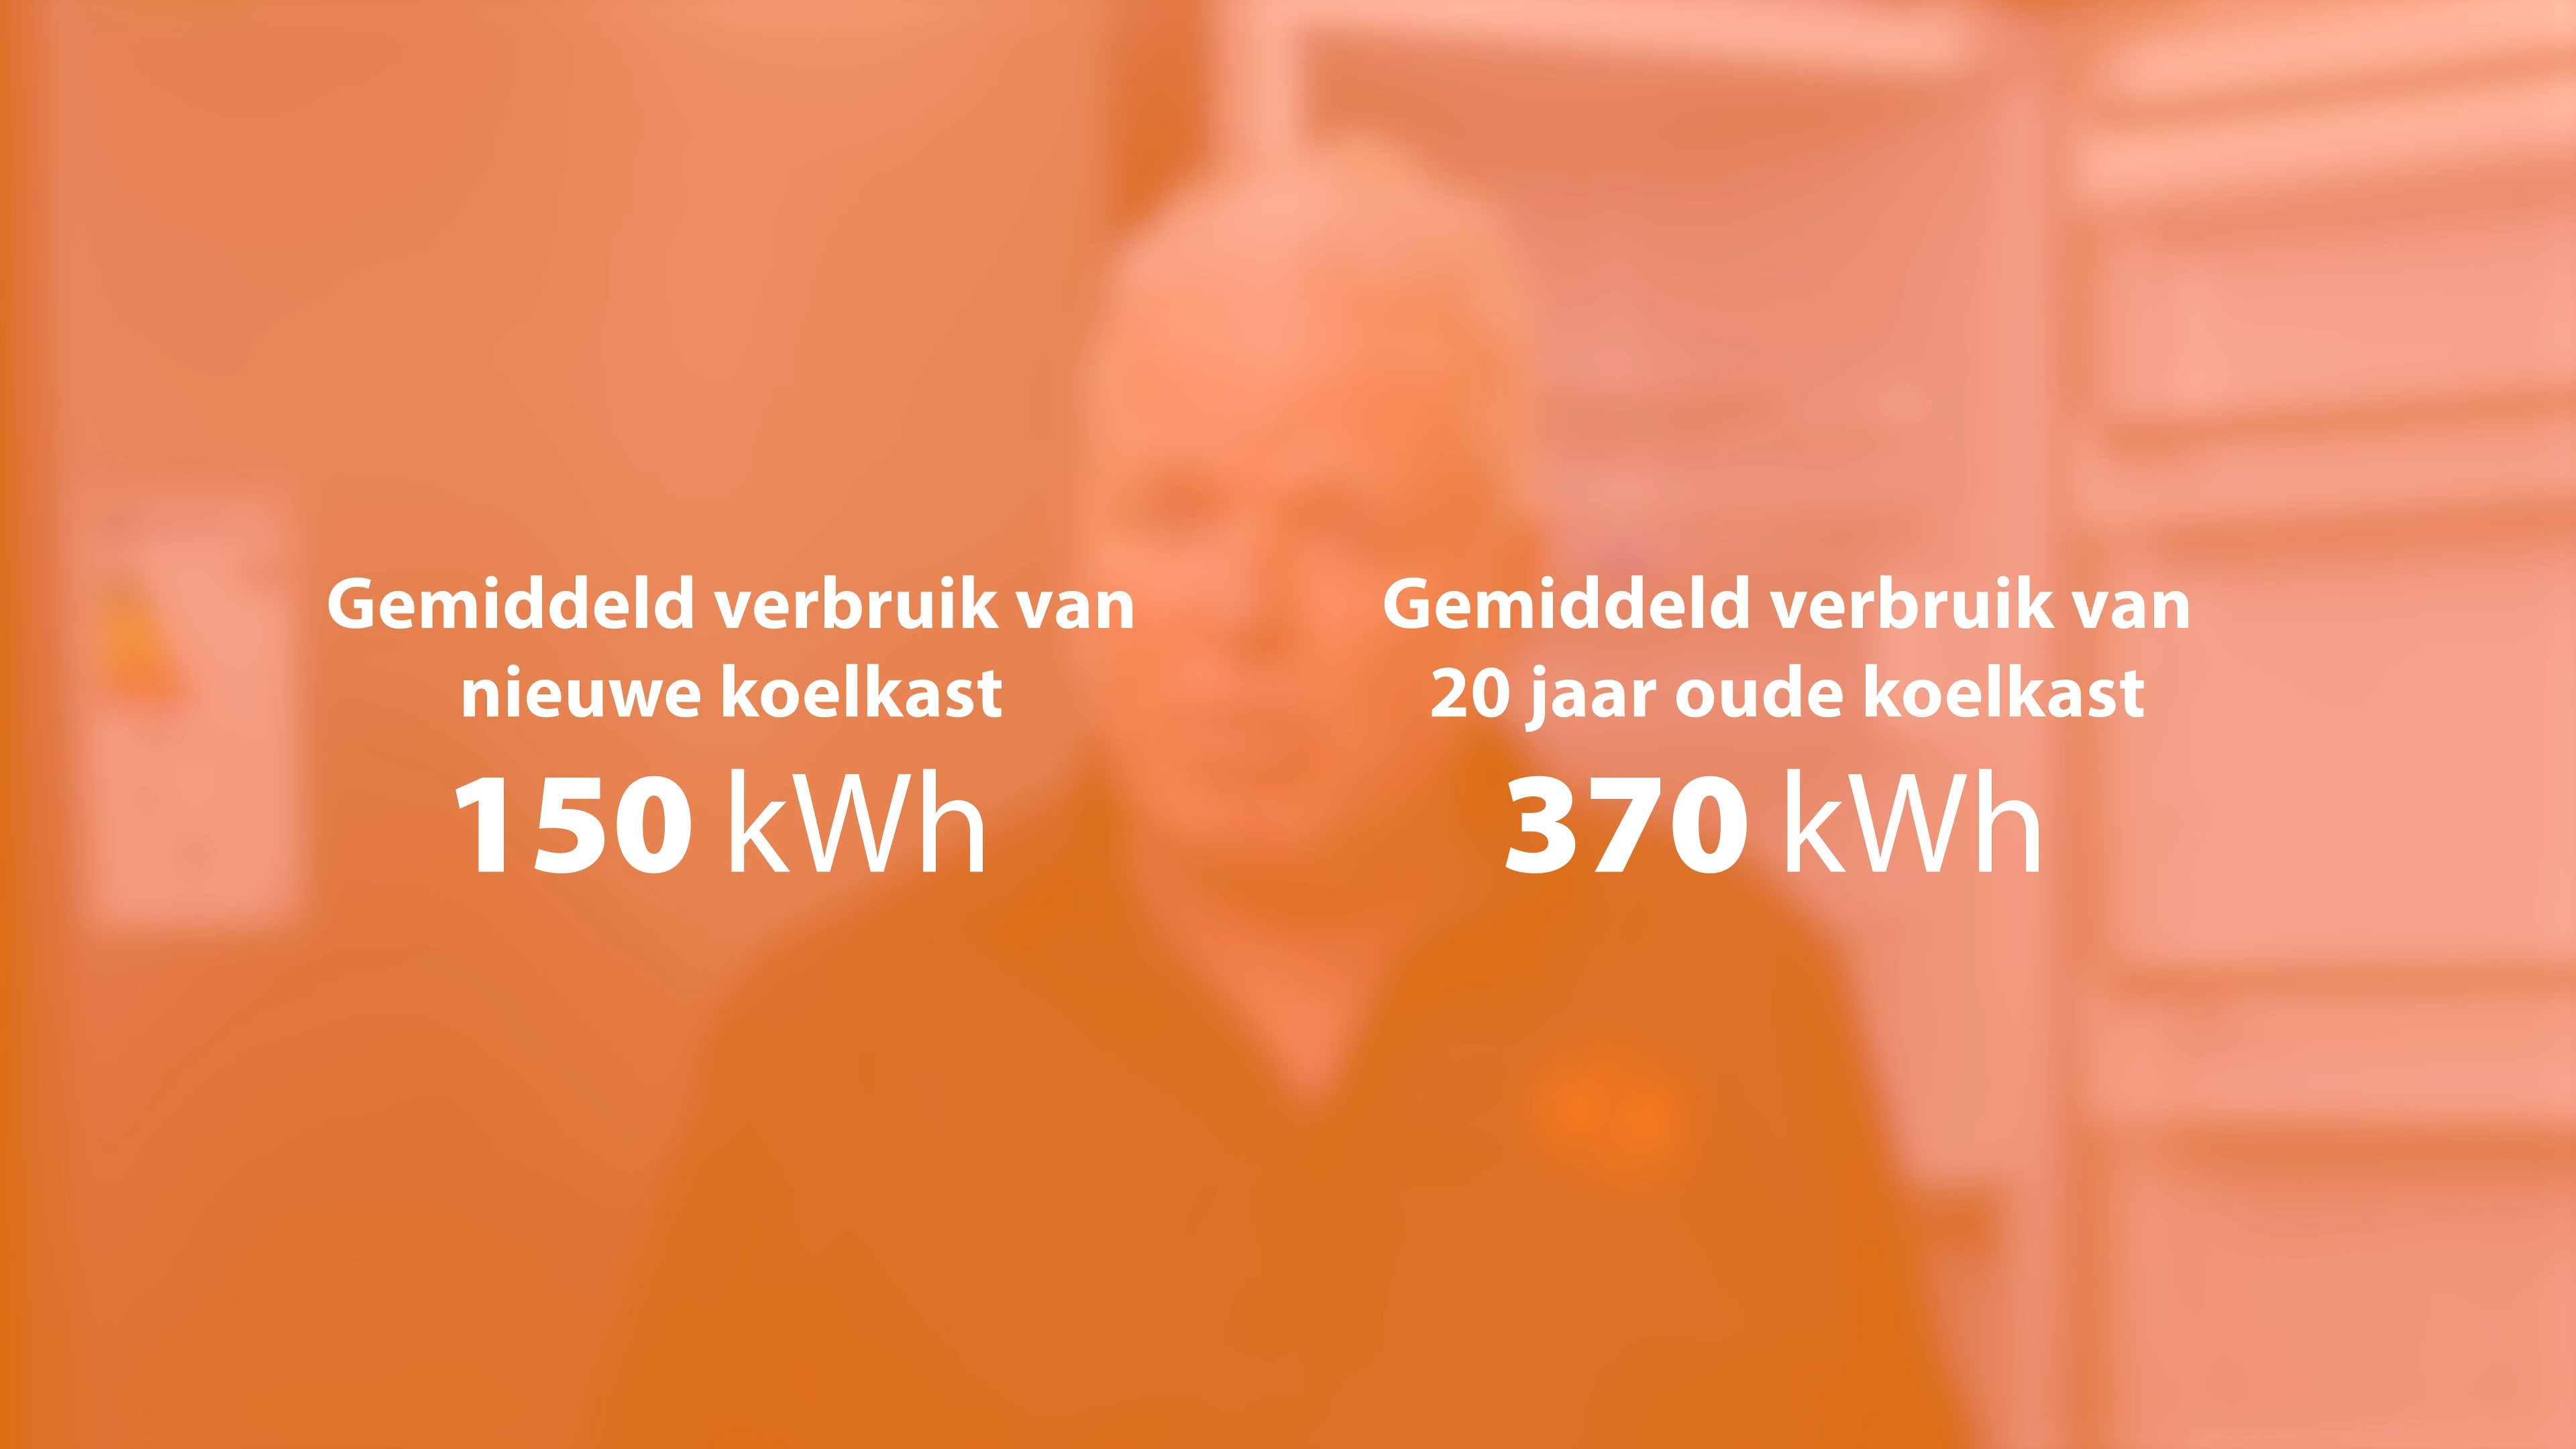 Gemiddeld verbruik van
nieuwe koelkast
150 kWh
Gemiddeld verbruik van
20 jaar oude koelkast
370 kWh